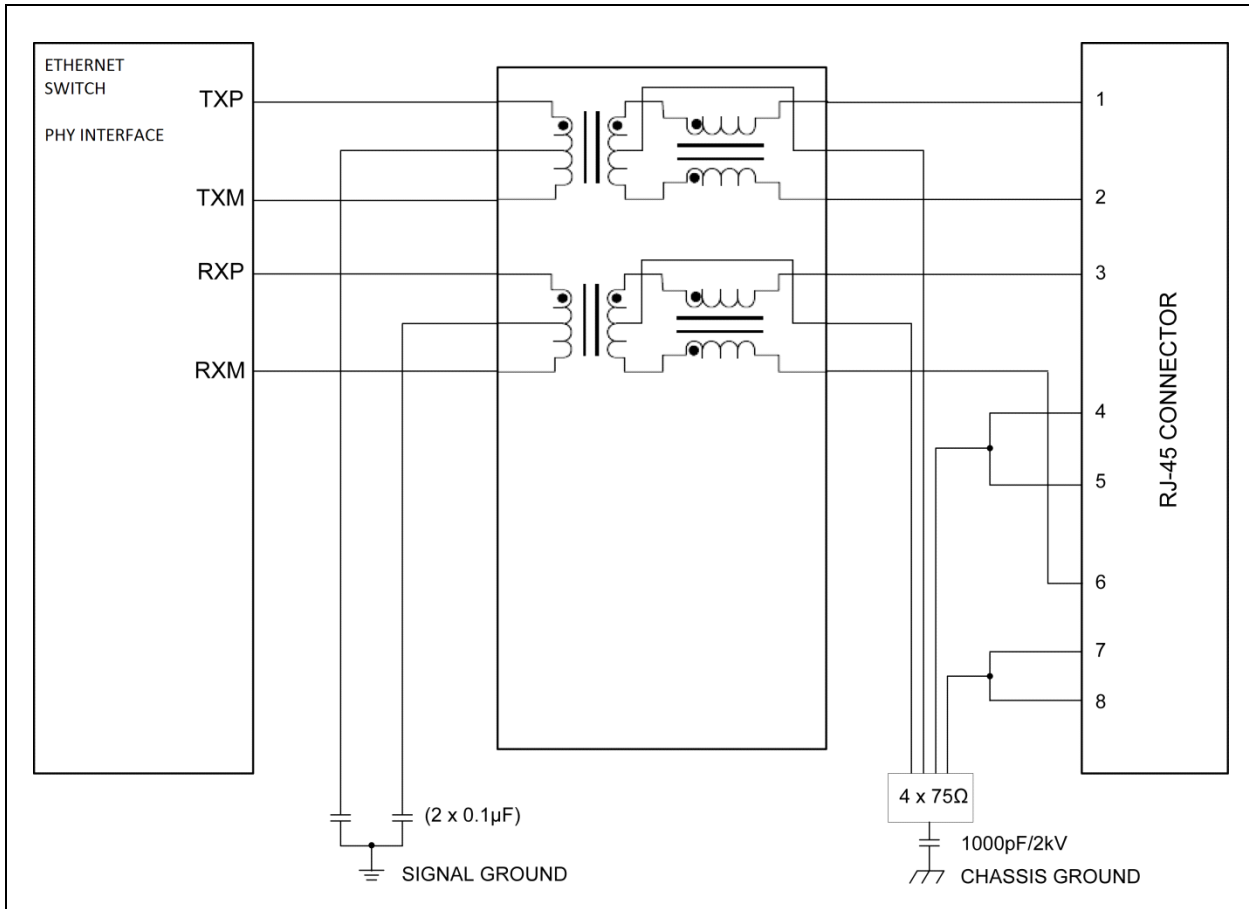 ETHERNET
SWITCH
PHY INTERFACE
TXP
TXM
RXP
RXM
1
2
3
4
5
6
7
8
RJ-45 CONNECTOR
(2 x 0.1µF)
SIGNAL GROUND
4 x 75Ω
1000pF/2kV
CHASSIS GROUND